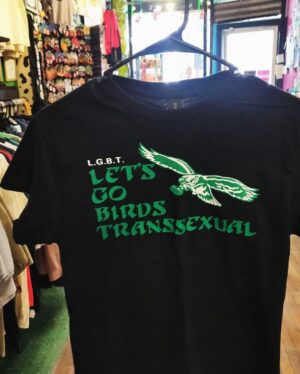 L.G.B.T.
LET'S
GO
BIRDS
TRANSSEXUAL